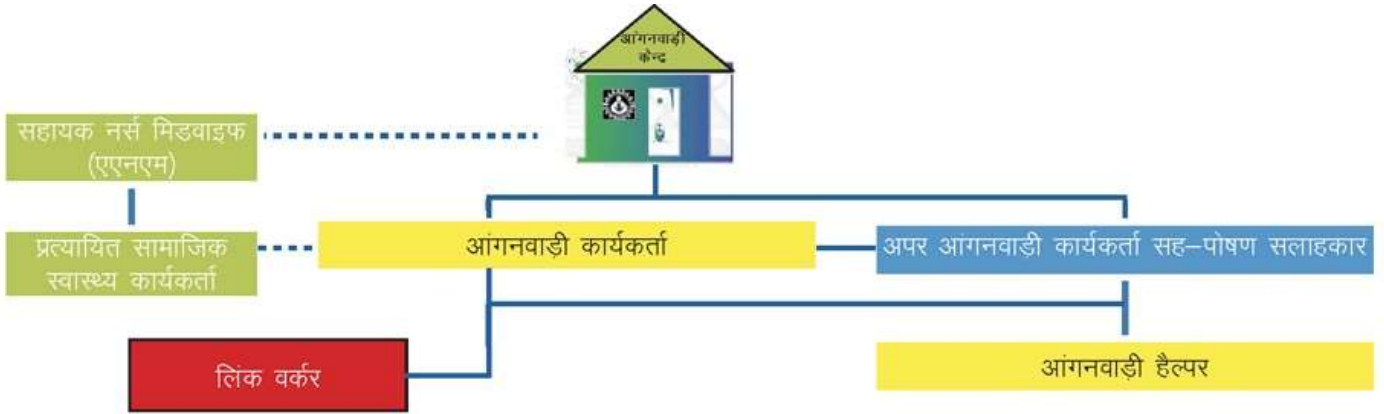 आंगनवाड़ी
केन्द्र
सहायक नर्स मिडवाइफ
(एएनएम)
प्रत्यायित सामाजिक
स्वास्थ्य कार्यकर्ता
आंगनवाड़ी कार्यकर्ता
अपर आंगनवाड़ी कार्यकर्ता सह–पोषण सलाहकार
लिंक वर्कर
आंगनवाड़ी हैल्पर